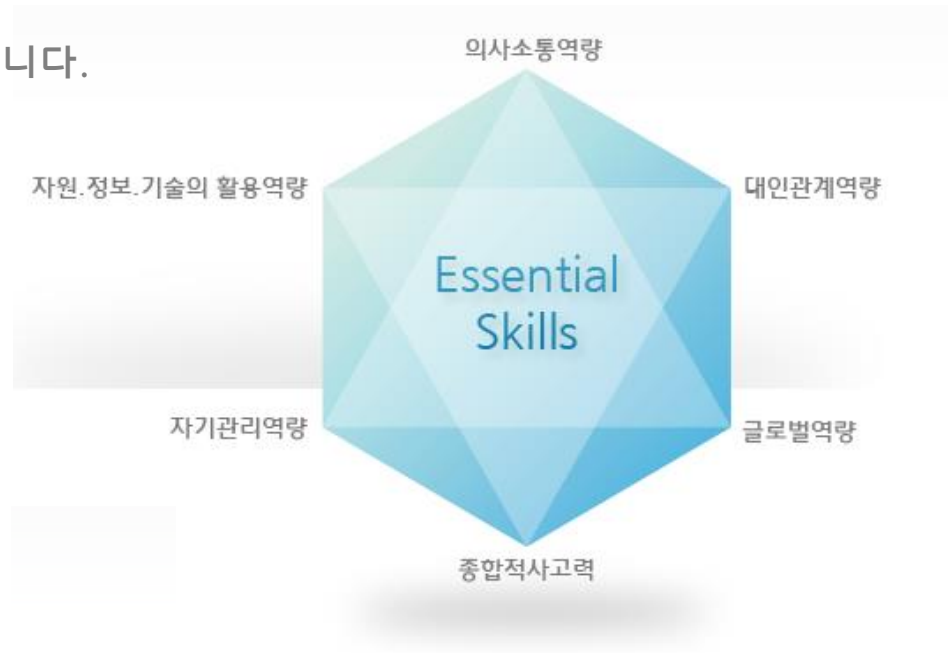 니다.
의사소통역량
자원.정보.기술의 활용역량
대인관계역량
Essential
Skills
자기관리역량
글로벌역량
종합적사고력